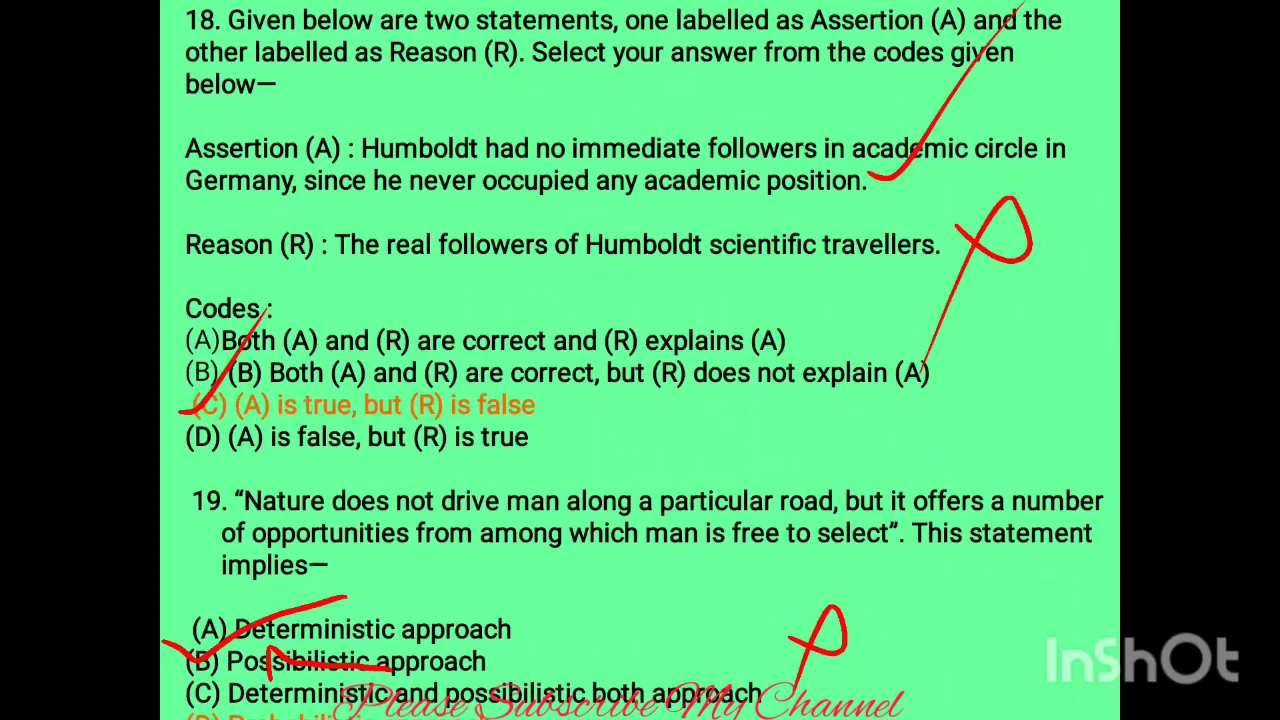 18. Given below are two statements, one labelled as Assertion (A) and the
other labelled as Reason (R). Select your answer from the codes given
below—
Assertion (A) : Humboldt had no immediate followers in academic circle in
Germany, since he never occupied any academic position.
Reason (R) : The real followers of Humboldt scientific travellers.
Codes :
(A)Both (A) and (R) are correct and (R) explains (A)
(B) (B) Both (A) and (R) are correct, but (R) does not explain (A)
(C) (A) is true, but (R) is false
(D) (A) is false, but (R) is true
19. “Nature does not drive man along a particular road, but it offers a number
of opportunities from among which man is free to select”. This statement
implies—
(A) Deterministic approach
(B) Possibilistic approach
(C) Deterministic and possibilistic both approach
Please Subscribe My Channel
InShOt